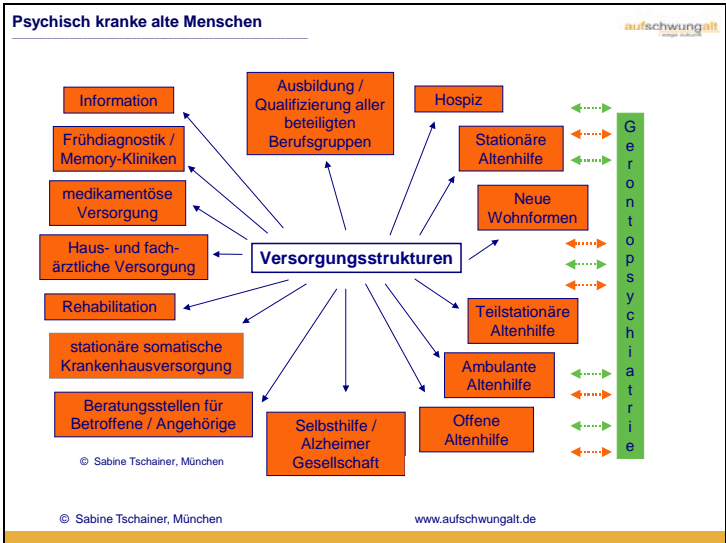 Psychisch kranke alte Menschen
aufschwungalt
Information
Frühdiagnostik /
Memory-Kliniken
medikamentöse
Versorgung
Haus- und fach-
ärztliche Versorgung
Rehabilitation
stationäre somatische
Krankenhausversorgung
Beratungsstellen für
Betroffene / Angehörige
Ausbildung /
Qualifizierung aller
beteiligten
Berufsgruppen
Versorgungsstrukturen
Selbsthilfe /
Alzheimer
Gesellschaft
Hospiz
Stationäre
Altenhilfe
Neue
Wohnformen
Teilstationäre
Altenhilfe
Ambulante
Altenhilfe
Offene
Altenhilfe
Gerontopsychiatrie
© Sabine Tschainer, München
© Sabine Tschainer, München
www.aufschwungalt.de